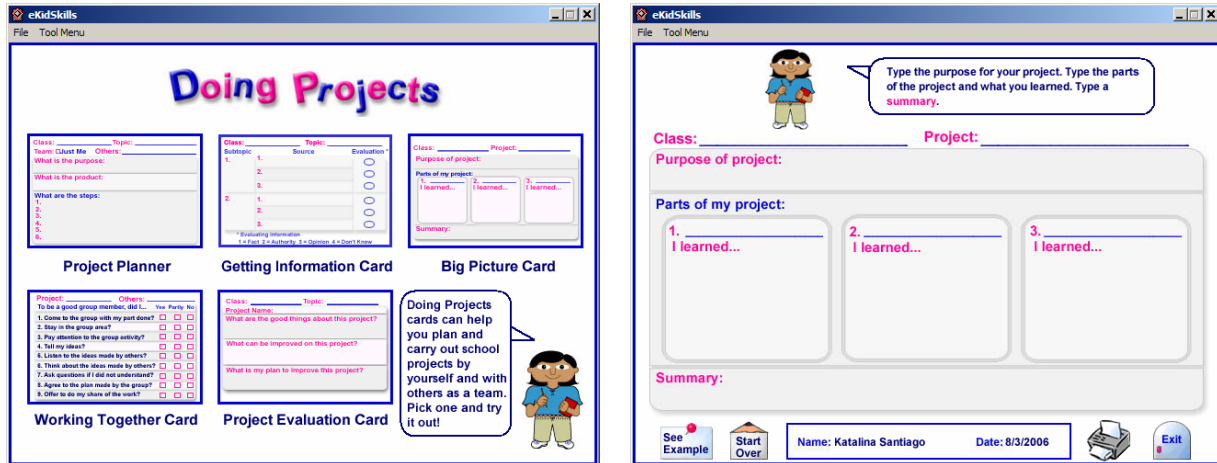 eKidSkills
File Tool Menu
Doing Projects
Class: Topic:
Team: Just Me Others:
What is the purpose:
What is the product:
What are the steps:
1.
2.
3.
4.
5.
6.
Project Planner
Class: Topic:
Subtopic Source Evaluation *
1. 1.
2.
3.
2. 1.
2.
3.
* Evaluating Information
1 = Fact 2 = Authority 3 = Opinion 4 = Don't Know
Getting Information Card
Class: Project:
Purpose of project:
Parts of my project:
1. 2. 3.
I learned... I learned... I learned...
Summary:
Big Picture Card
Project: Others:
To be a good group member, did I... Yes Partly No
1. Come to the group with my part done?
2. Stay in the group area?
3. Pay attention to the group activity?
4. Tell my ideas?
5. Listen to the ideas made by others?
6. Think about the ideas made by others?
7. Ask questions if I did not understand?
8. Agree to the plan made by the group?
9. Offer to do my share of the work?
Working Together Card
Class: Topic:
Project Name:
What are the good things about this project?
What can be improved on this project?
What is my plan to improve this project?
Project Evaluation Card
Doing Projects
cards can help
you plan and
carry out school
projects by
yourself and with
others as a team.
Pick one and try
it out!
eKidSkills
File Tool Menu
Type the purpose for your project. Type the parts
of the project and what you learned. Type a
summary.
Class: Project:
Purpose of project:
Parts of my project:
1. 2. 3.
I learned... I learned... I learned...
Summary:
See
Example
Start
Over
Name: Katalina Santiago Date: 8/3/2006
Exit